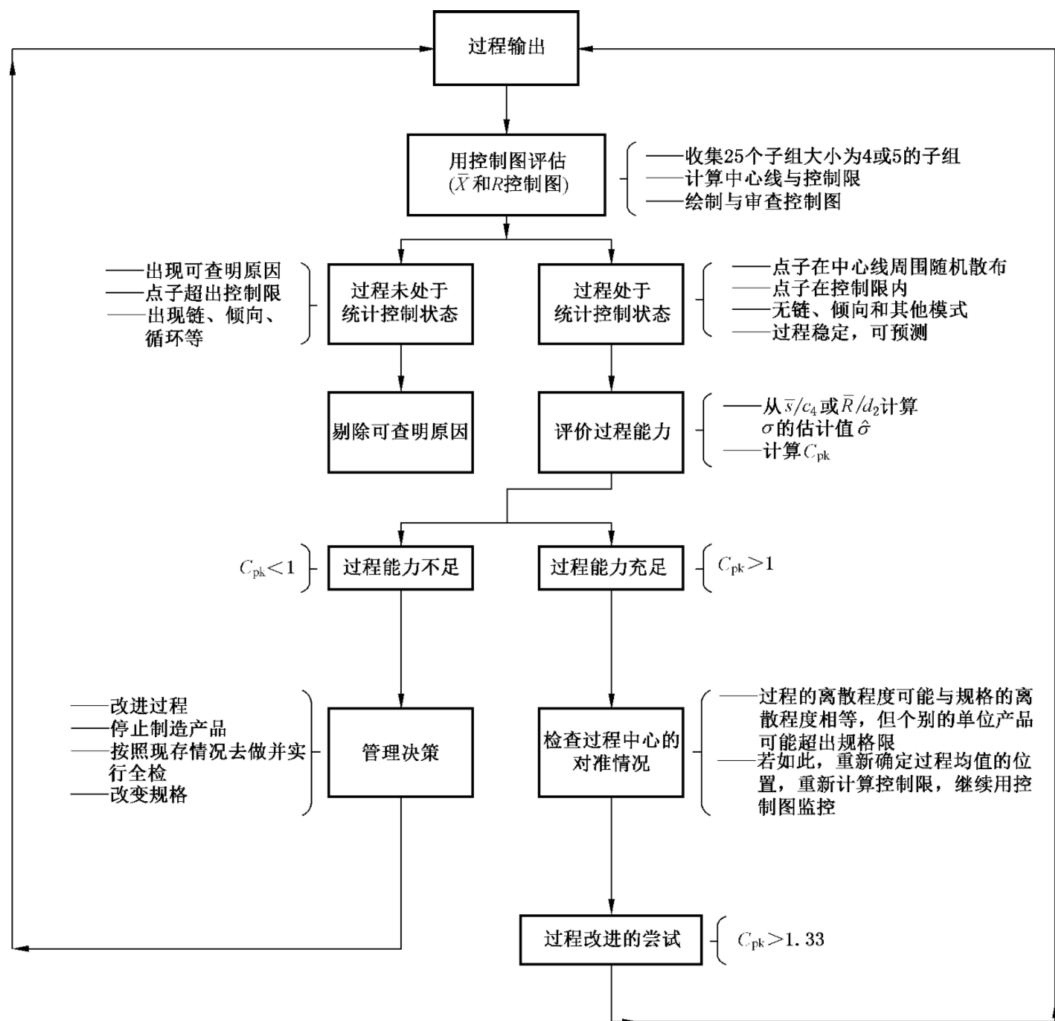 过程输出
用控制图评估
(X̄ 和R控制图)
——收集25个子组大小为4或5的子组
——计算中心线与控制限
——绘制与审查控制图
——出现可查明原因
——点子超出控制限
——出现链、倾向、
循环等
过程未处于
统计控制状态
过程处于
统计控制状态
——点子在中心线周围随机散布
——点子在控制限内
——无链、倾向和其他模式
——过程稳定，可预测
剔除可查明原因
评价过程能力
——从 s̄/c₄或R̄/d₂计算
σ的估计值 σ̂
——计算Cpk
Cpk<1
过程能力不足
过程能力充足
Cpk>1
——改进过程
——停止制造产品
——按照现存情况去做并实
行全检
——改变规格
管理决策
检查过程中心的
对准情况
——过程的离散程度可能与规格的离
散程度相等，但个别的单位产品
可能超出规格限
——若如此，重新确定过程均值的位
置，重新计算控制限，继续用控
制图监控
过程改进的尝试
Cpk>1.33